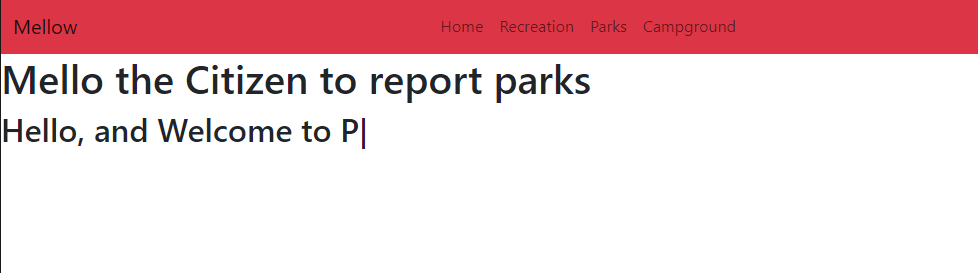 Mellow Home Recreation Parks Campground
Mello the Citizen to report parks
Hello, and Welcome to P|